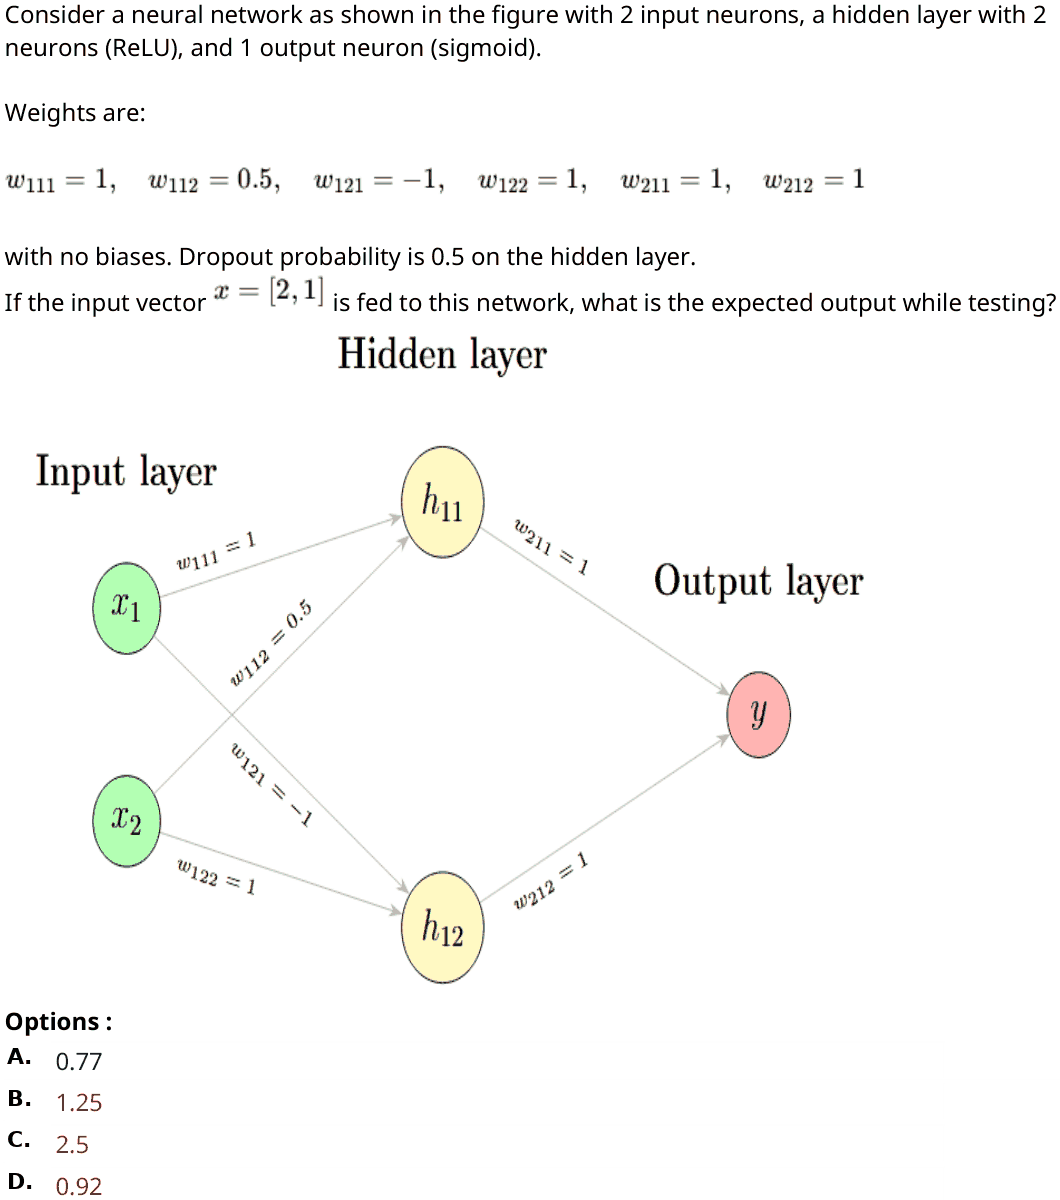 Consider a neural network as shown in the figure with 2 input neurons, a hidden layer with 2
neurons (ReLU), and 1 output neuron (sigmoid).
Weights are:
w₁₁₁ = 1, w₁₁₂ = 0.5, w₁₂₁ = −1, w₁₂₂ = 1, w₂₁₁ = 1, w₂₁₂ = 1
with no biases. Dropout probability is 0.5 on the hidden layer.
If the input vector x = [2, 1] is fed to this network, what is the expected output while testing?
Hidden layer
Input layer
h₁₁
w₁₁₁ = 1
w₂₁₁ = 1
Output layer
x₁
w₁₁₂ = 0.5
y
w₁₂₁ = −1
x₂
w₁₂₂ = 1
w₂₁₂ = 1
h₁₂
Options :
A. 0.77
B. 1.25
C. 2.5
D. 0.92